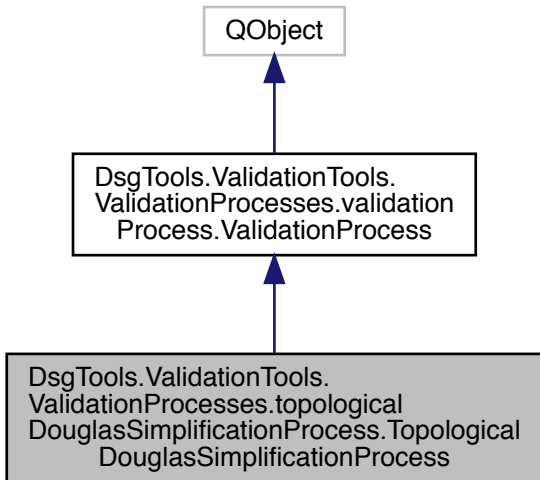 QObject
DsgTools.ValidationTools.
ValidationProcesses.validation
Process.ValidationProcess
DsgTools.ValidationTools.
ValidationProcesses.topological
DouglasSimplificationProcess.Topological
DouglasSimplificationProcess